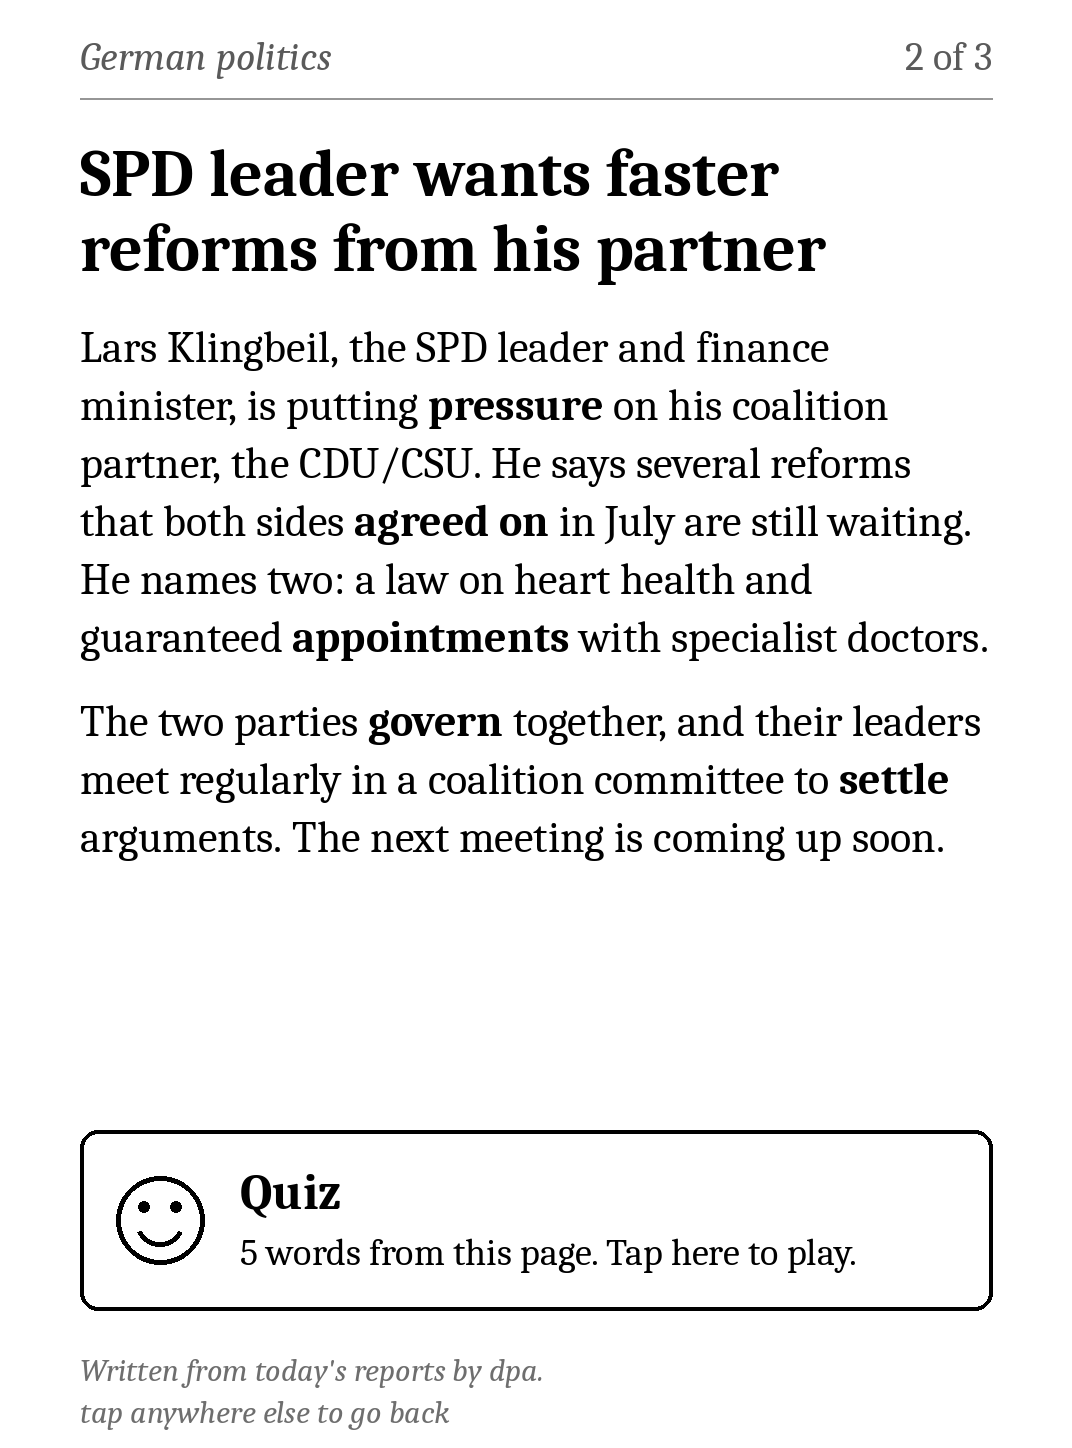 German politics
2 of 3
SPD leader wants faster
reforms from his partner
Lars Klingbeil, the SPD leader and finance
minister, is putting pressure on his coalition
partner, the CDU/CSU. He says several reforms
that both sides agreed on in July are still waiting.
He names two: a law on heart health and
guaranteed appointments with specialist doctors.
The two parties govern together, and their leaders
meet regularly in a coalition committee to settle
arguments. The next meeting is coming up soon.
Quiz
5 words from this page. Tap here to play.
Written from today's reports by dpa.
tap anywhere else to go back